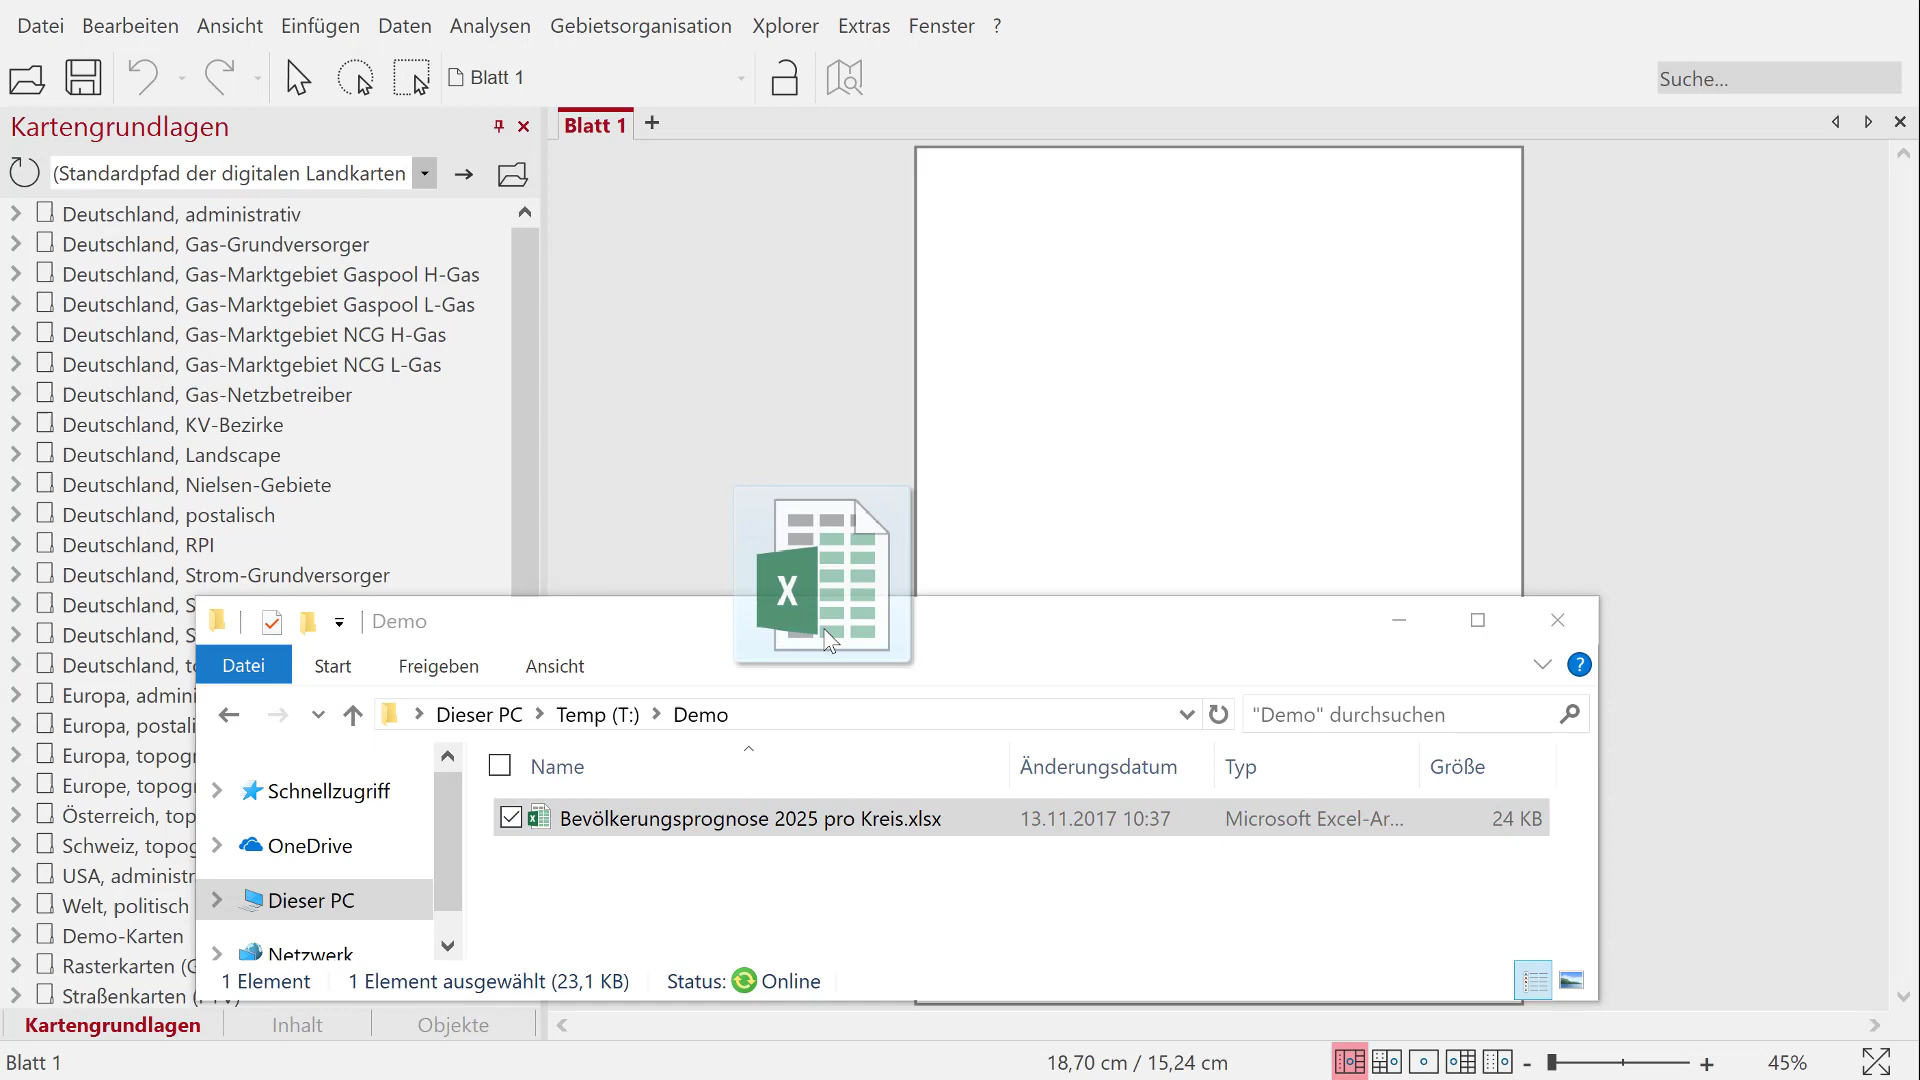 Datei Bearbeiten Ansicht Einfügen Daten Analysen Gebietsorganisation Xplorer Extras Fenster ?
Blatt 1
Suche...
Kartengrundlagen
Blatt 1 +
(Standardpfad der digitalen Landkarten
Deutschland, administrativ
Deutschland, Gas-Grundversorger
Deutschland, Gas-Marktgebiet Gaspool H-Gas
Deutschland, Gas-Marktgebiet Gaspool L-Gas
Deutschland, Gas-Marktgebiet NCG H-Gas
Deutschland, Gas-Marktgebiet NCG L-Gas
Deutschland, Gas-Netzbetreiber
Deutschland, KV-Bezirke
Deutschland, Landscape
Deutschland, Nielsen-Gebiete
Deutschland, postalisch
Deutschland, RPI
Deutschland, Strom-Grundversorger
Deutschland, S
Deutschland, S
Deutschland, to
Europa, admini
Europa, postali
Europa, topogr
Europe, topogr
Österreich, top
Schweiz, topog
USA, administr
Welt, politisch
Demo-Karten
Rasterkarten (G
Straßenkarten (PTV)
X
Demo
Datei Start Freigeben Ansicht
?
Dieser PC Temp (T:) Demo
"Demo" durchsuchen
Name Änderungsdatum Typ Größe
Bevölkerungsprognose 2025 pro Kreis.xlsx 13.11.2017 10:37 Microsoft Excel-Ar... 24 KB
Schnellzugriff
OneDrive
Dieser PC
Netzwerk
1 Element 1 Element ausgewählt (23,1 KB) Status: Online
Kartengrundlagen Inhalt Objekte
Blatt 1
18,70 cm / 15,24 cm
- + 45%